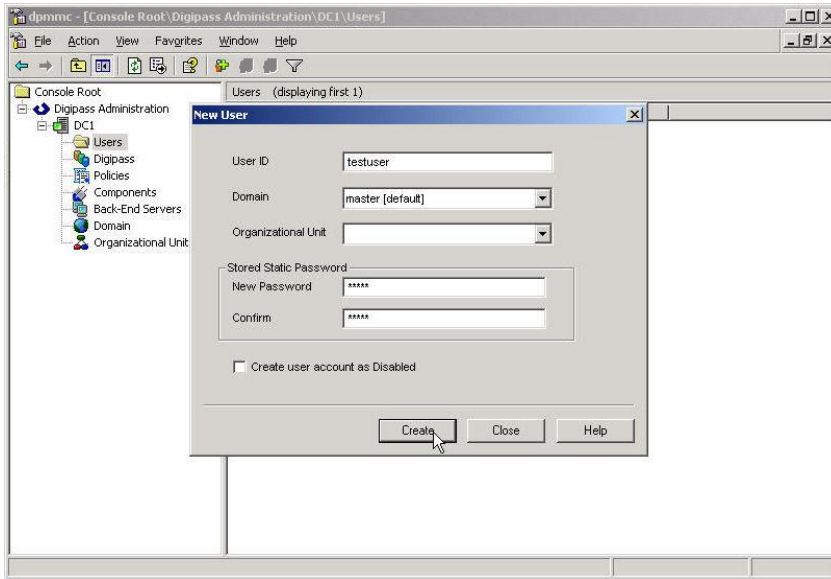 dpmmc - [Console Root\Digipass Administration\DC1\Users]
File Action View Favorites Window Help
Console Root
Digipass Administration
DC1
Users
Digipass
Policies
Components
Back-End Servers
Domain
Organizational Unit
Users (displaying first 1)
New User
User ID testuser
Domain master [default]
Organizational Unit
Stored Static Password
New Password *****
Confirm *****
Create user account as Disabled
Create Close Help